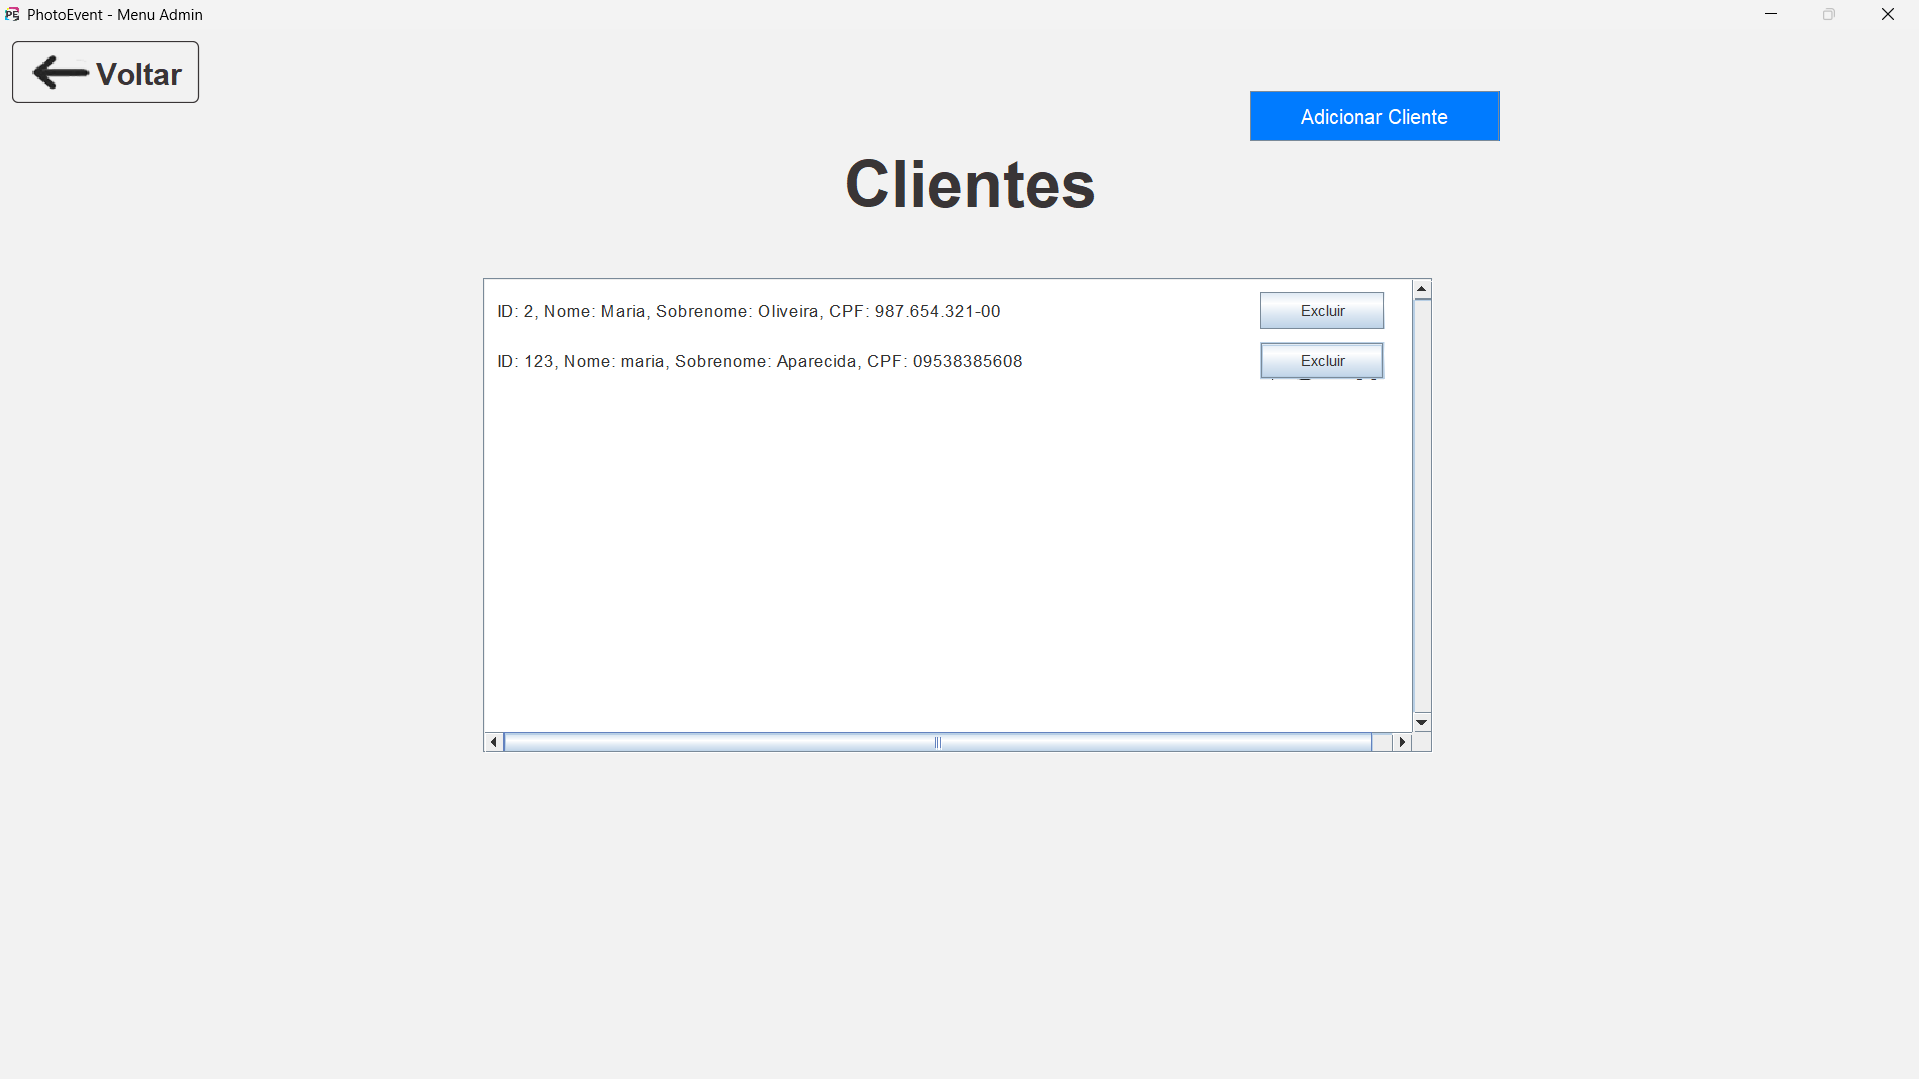 PhotoEvent - Menu Admin
Voltar
Adicionar Cliente
Clientes
ID: 2, Nome: Maria, Sobrenome: Oliveira, CPF: 987.654.321-00
Excluir
ID: 123, Nome: maria, Sobrenome: Aparecida, CPF: 09538385608
Excluir